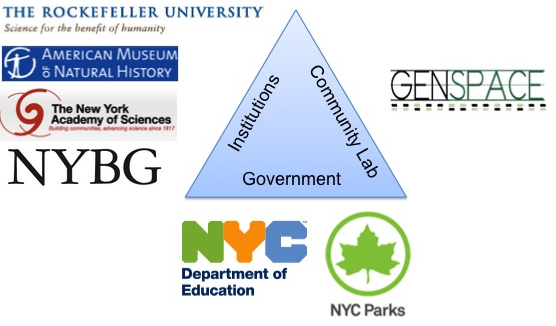 THE ROCKEFELLER UNIVERSITY
Science for the benefit of humanity
AMERICAN MUSEUM
OF NATURAL HISTORY
The New York
Academy of Sciences
Building communities, advancing science since 1817
NYBG
Institutions
Community Lab
Government
GENSPACE
NYC
Department of
Education
NYC Parks